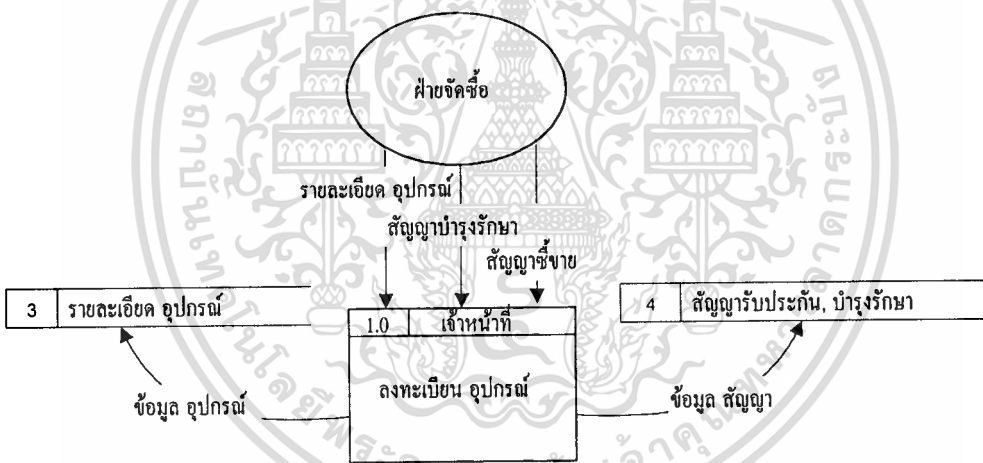 ฝ่ายจัดซื้อ
รายละเอียด อุปกรณ์
สัญญาบำรุงรักษา
สัญญาซื้ขาย
3 รายละเอียด อุปกรณ์
4 สัญญารับประกัน, บำรุงรักษา
1.0 เจ้าหน้าที่
ลงทะเบียน อุปกรณ์
ข้อมูล อุปกรณ์
ข้อมูล สัญญา